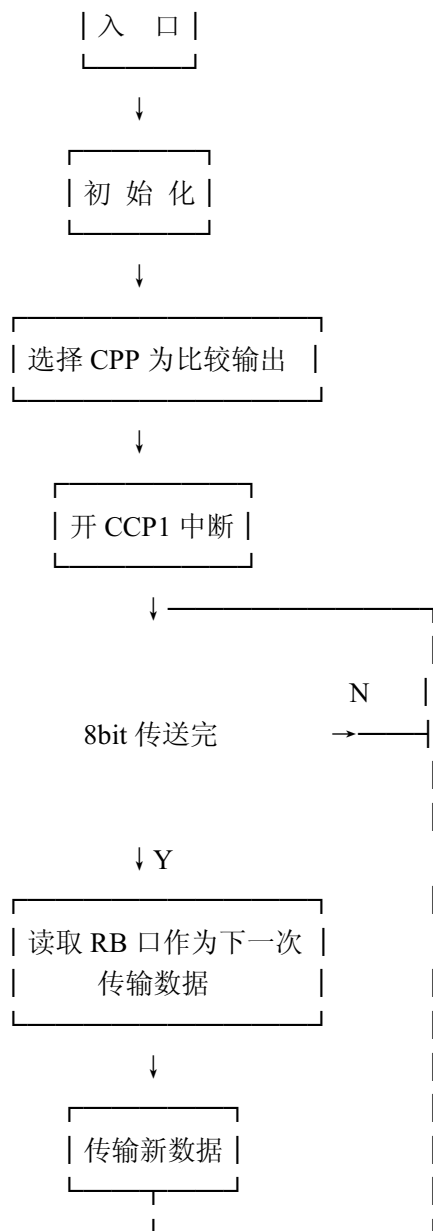 入 口
初 始 化
选择 CPP 为比较输出
开 CCP1 中断
N
8bit 传送完
Y
读取 RB 口作为下一次
传输数据
传输新数据